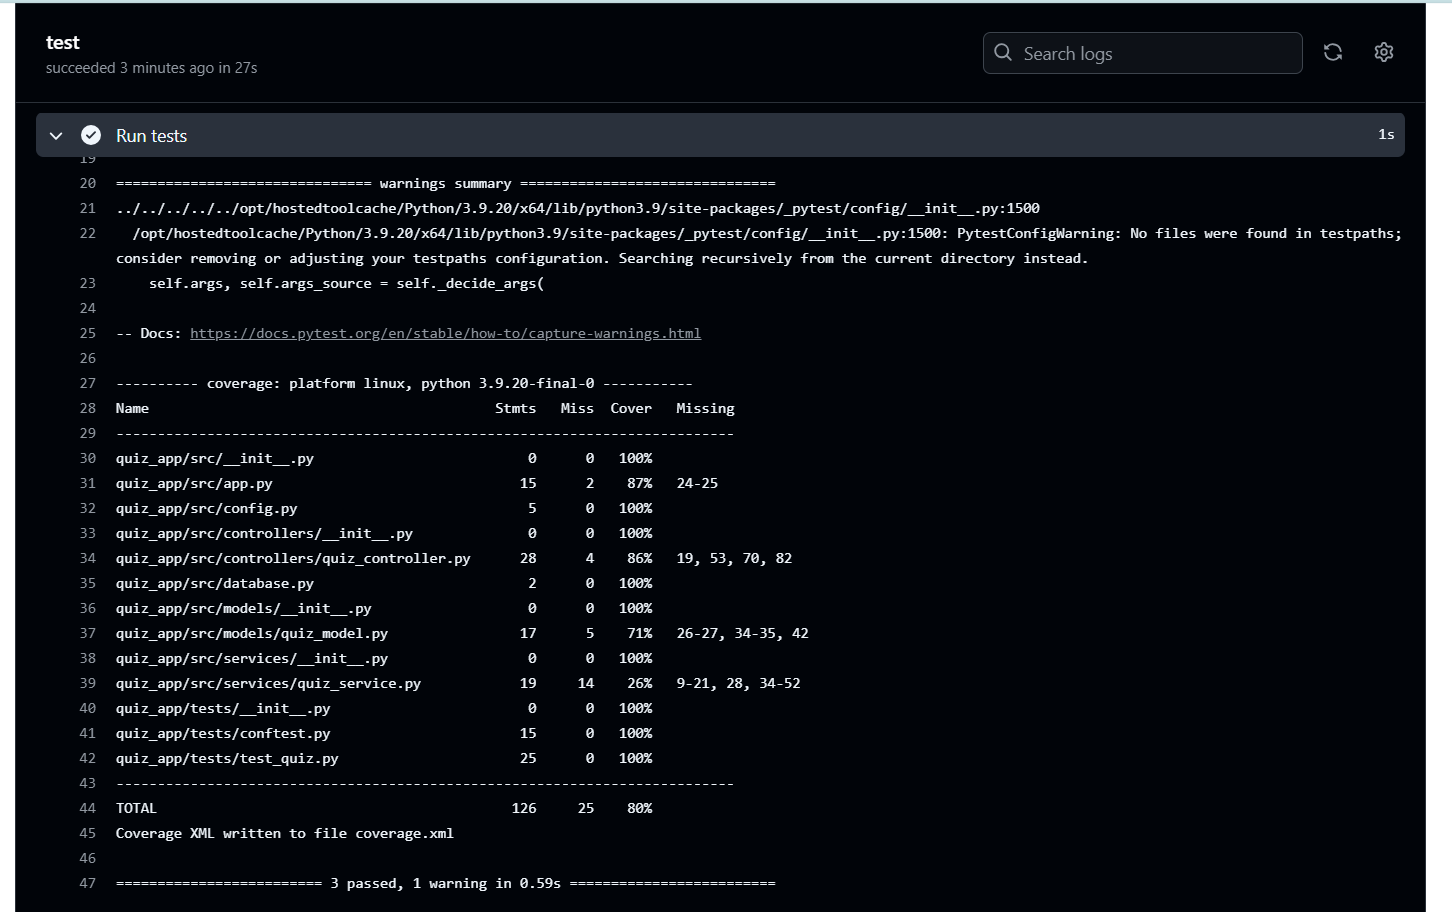 test
succeeded 3 minutes ago in 27s
Search logs
Run tests 1s
19
20 =============================== warnings summary ===============================
21 ../../../../../opt/hostedtoolcache/Python/3.9.20/x64/lib/python3.9/site-packages/_pytest/config/__init__.py:1500
22 /opt/hostedtoolcache/Python/3.9.20/x64/lib/python3.9/site-packages/_pytest/config/__init__.py:1500: PytestConfigWarning: No files were found in testpaths;
consider removing or adjusting your testpaths configuration. Searching recursively from the current directory instead.
23 self.args, self.args_source = self._decide_args(
24
25 -- Docs: https://docs.pytest.org/en/stable/how-to/capture-warnings.html
26
27 ---------- coverage: platform linux, python 3.9.20-final-0 -----------
28 Name Stmts Miss Cover Missing
29 ---------------------------------------------------------------------------
30 quiz_app/src/__init__.py 0 0 100%
31 quiz_app/src/app.py 15 2 87% 24-25
32 quiz_app/src/config.py 5 0 100%
33 quiz_app/src/controllers/__init__.py 0 0 100%
34 quiz_app/src/controllers/quiz_controller.py 28 4 86% 19, 53, 70, 82
35 quiz_app/src/database.py 2 0 100%
36 quiz_app/src/models/__init__.py 0 0 100%
37 quiz_app/src/models/quiz_model.py 17 5 71% 26-27, 34-35, 42
38 quiz_app/src/services/__init__.py 0 0 100%
39 quiz_app/src/services/quiz_service.py 19 14 26% 9-21, 28, 34-52
40 quiz_app/tests/__init__.py 0 0 100%
41 quiz_app/tests/conftest.py 15 0 100%
42 quiz_app/tests/test_quiz.py 25 0 100%
43 ---------------------------------------------------------------------------
44 TOTAL 126 25 80%
45 Coverage XML written to file coverage.xml
46
47 ========================= 3 passed, 1 warning in 0.59s =========================